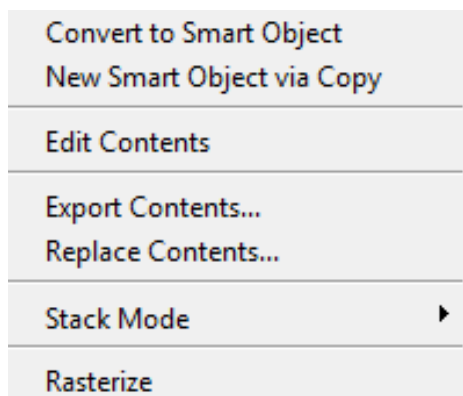 Convert to Smart Object
New Smart Object via Copy
Edit Contents
Export Contents...
Replace Contents...
Stack Mode
Rasterize